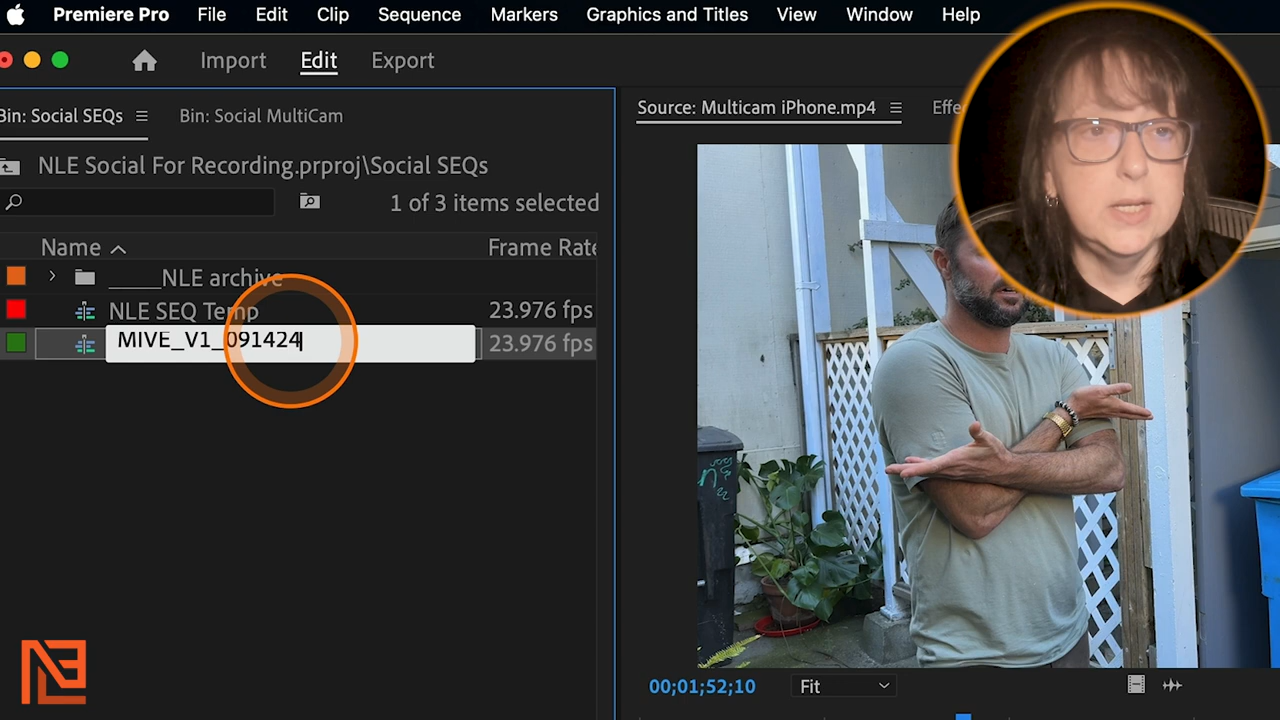 Premiere Pro File Edit Clip Sequence Markers Graphics and Titles View Window Help
Import Edit Export
Bin: Social SEQs Bin: Social MultiCam
Source: Multicam iPhone.mp4
NLE Social For Recording.prproj\Social SEQs
1 of 3 items selected
Name Frame Rate
_____NLE archive
NLE SEQ Temp 23.976 fps
MIVE_V1_091424 23.976 fps
00;01;52;10 Fit